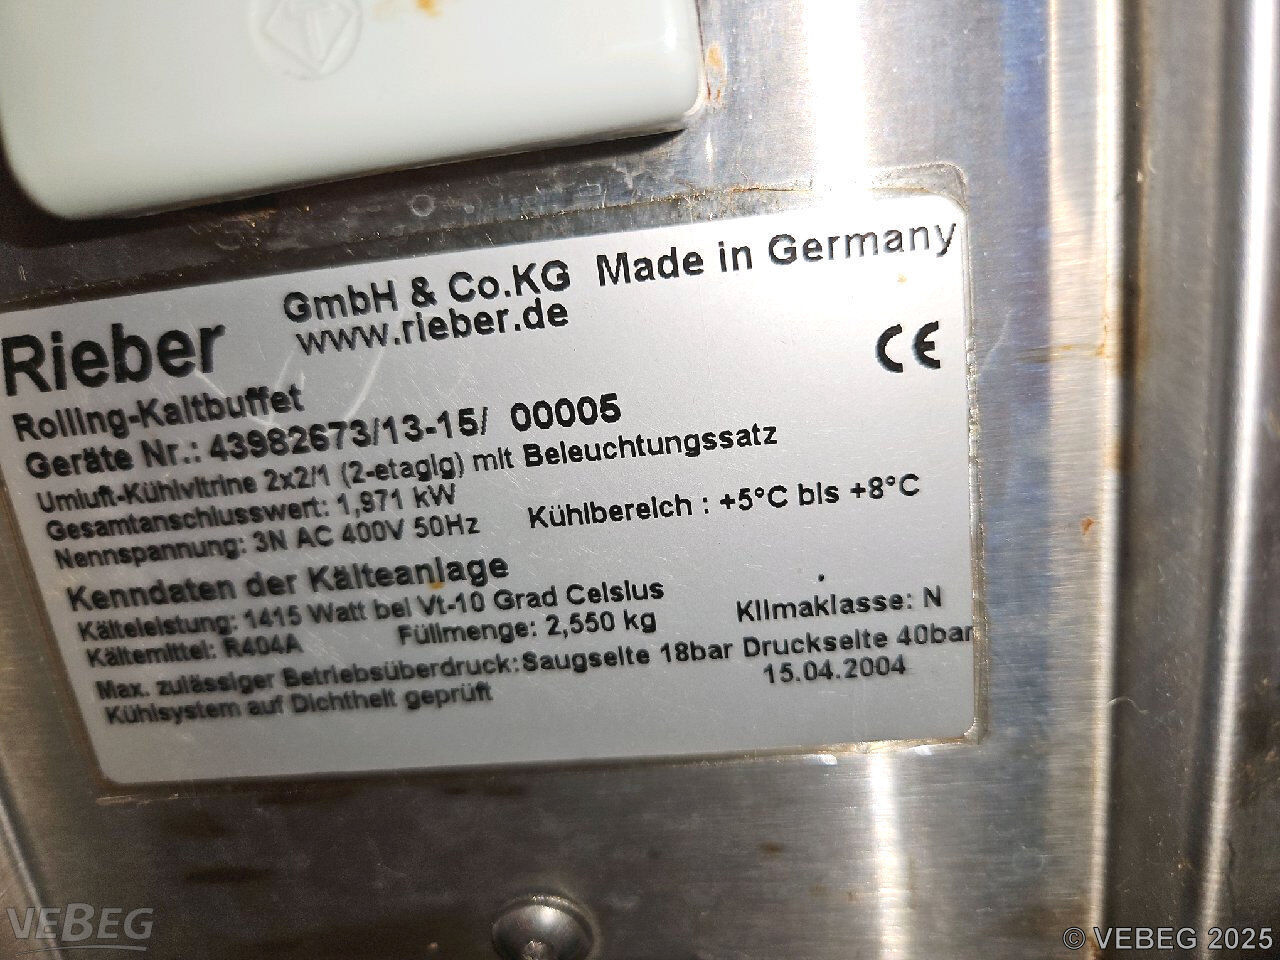 Rieber GmbH & Co.KG Made in Germany
www.rieber.de
CE
Rolling-Kaltbuffet
Geräte Nr.: 43982673/13-15/ 00005
Umluft-Kühlvitrine 2x2/1 (2-etagig) mit Beleuchtungssatz
Gesamtanschlusswert: 1,971 kW
Nennspannung: 3N AC 400V 50Hz Kühlbereich : +5°C bis +8°C
Kenndaten der Kälteanlage
Kälteleistung: 1415 Watt bei Vt-10 Grad Celsius
Kältemittel: R404A Füllmenge: 2,550 kg Klimaklasse: N
Max. zulässiger Betriebsüberdruck: Saugseite 18bar Druckseite 40bar
Kühlsystem auf Dichtheit geprüft 15.04.2004
VEBEG
© VEBEG 2025